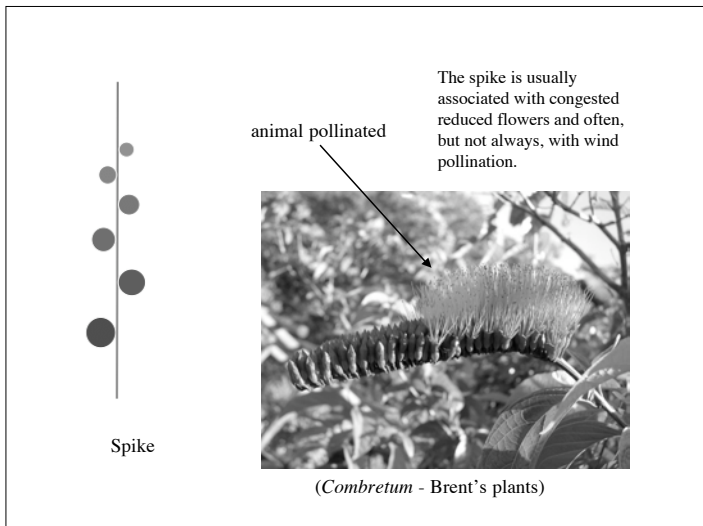 The spike is usually
associated with congested
reduced flowers and often,
but not always, with wind
pollination.
animal pollinated
Spike
(Combretum - Brent's plants)